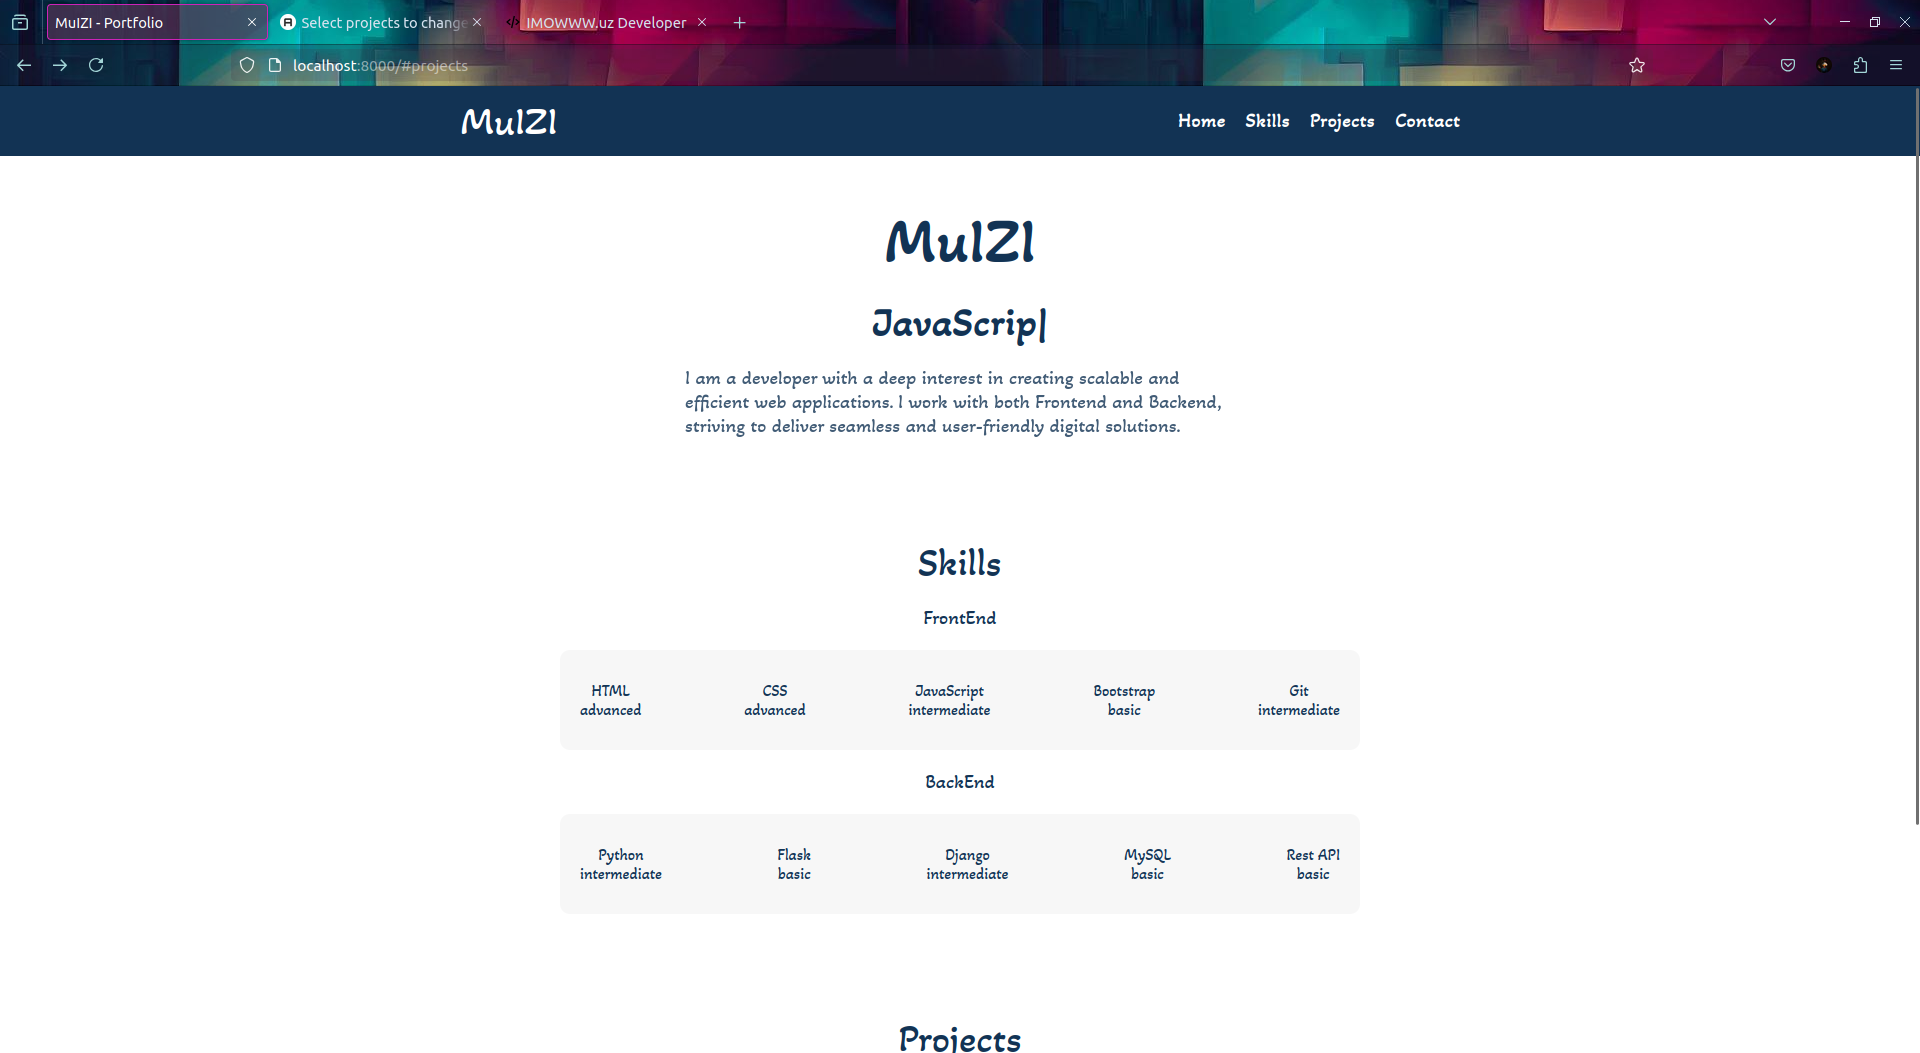 MuIZI - Portfolio
Select projects to change
IMOWWW.uz Developer
localhost:8000/#projects
MuIZI
Home Skills Projects Contact
MuIZI
JavaScrip|
I am a developer with a deep interest in creating scalable and
efficient web applications. I work with both Frontend and Backend,
striving to deliver seamless and user-friendly digital solutions.
Skills
FrontEnd
HTML CSS JavaScript Bootstrap Git
advanced advanced intermediate basic intermediate
BackEnd
Python Flask Django MySQL Rest API
intermediate basic intermediate basic basic
Projects